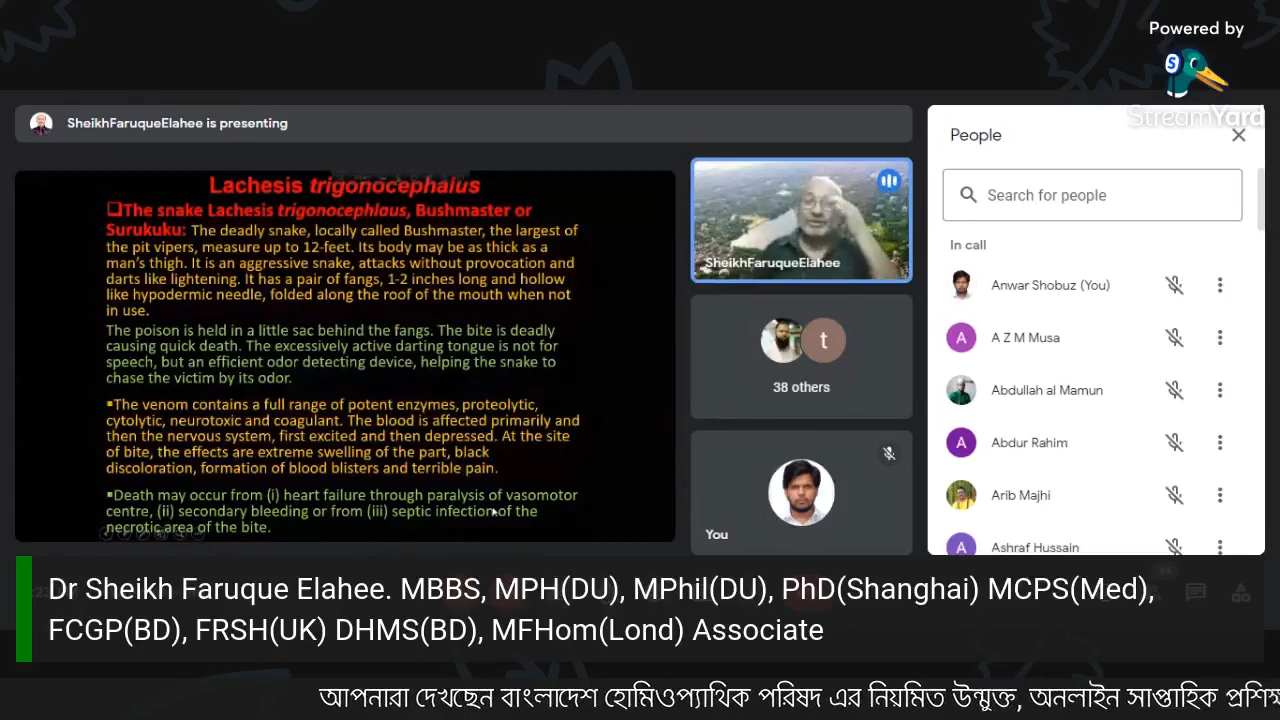 Powered by
S
StreamYard
SheikhFaruqueElahee is presenting
Lachesis trigonocephalus
❑The snake Lachesis trigonocephlaus, Bushmaster or
Surukuku: The deadly snake, locally called Bushmaster, the largest of
the pit vipers, measure up to 12-feet. Its body may be as thick as a
man's thigh. It is an aggressive snake, attacks without provocation and
darts like lightening. It has a pair of fangs, 1-2 inches long and hollow
like hypodermic needle, folded along the roof of the mouth when not
in use.
The poison is held in a little sac behind the fangs. The bite is deadly
causing quick death. The excessively active darting tongue is not for
speech, but an efficient odor detecting device, helping the snake to
chase the victim by its odor.
▪The venom contains a full range of potent enzymes, proteolytic,
cytolytic, neurotoxic and coagulant. The blood is affected primarily and
then the nervous system, first excited and then depressed. At the site
of bite, the effects are extreme swelling of the part, black
discoloration, formation of blood blisters and terrible pain.
▪Death may occur from (i) heart failure through paralysis of vasomotor
centre, (ii) secondary bleeding or from (iii) septic infection of the
necrotic area of the bite.
SheikhFaruqueElahee
t
38 others
You
People
Search for people
In call
Anwar Shobuz (You)
A
A Z M Musa
Abdullah al Mamun
A
Abdur Rahim
Arib Majhi
A
Ashraf Hussain
44
Dr Sheikh Faruque Elahee. MBBS, MPH(DU), MPhil(DU), PhD(Shanghai) MCPS(Med),
FCGP(BD), FRSH(UK) DHMS(BD), MFHom(Lond) Associate
আপনারা দেখছেন বাংলাদেশ হোমিওপ্যাথিক পরিষদ এর নিয়মিত উন্মুক্ত, অনলাইন সাপ্তাহিক